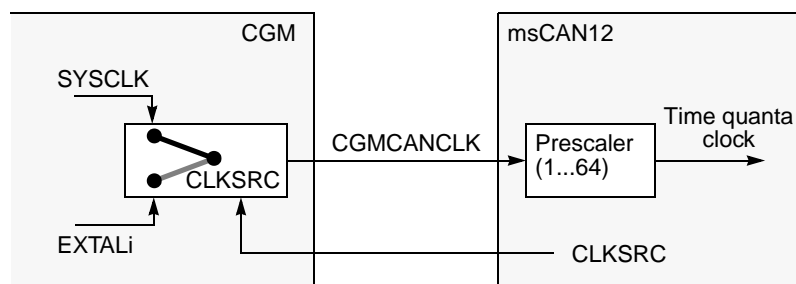 CGM
msCAN12
SYSCLK
CGMCANCLK
Prescaler
(1...64)
Time quanta
clock
CLKSRC
EXTALi
CLKSRC